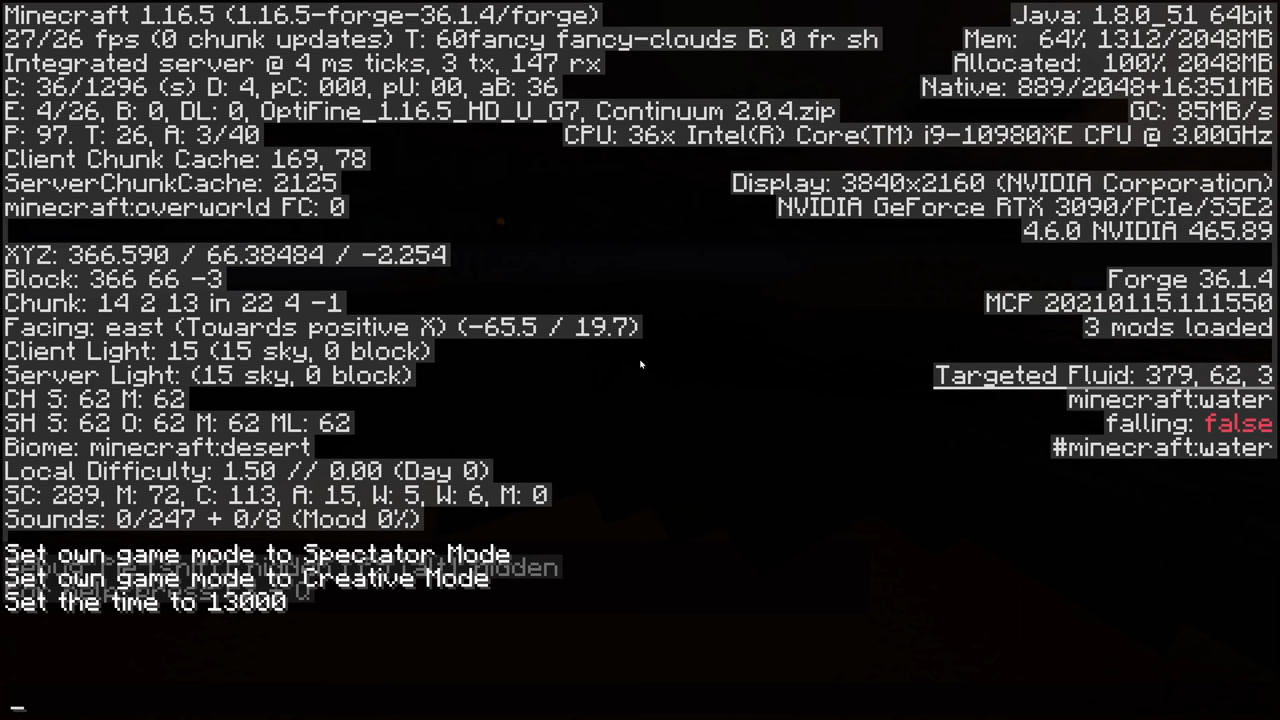 Minecraft 1.16.5 (1.16.5-forge-36.1.4/forge)
27/26 fps (0 chunk updates) T: 60fancy fancy-clouds B: 0 fr sh
Integrated server @ 4 ms ticks, 3 tx, 147 rx
C: 36/1296 (s) D: 4, pC: 000, pU: 00, aB: 36
E: 4/26, B: 0, DL: 0, OptiFine_1.16.5_HD_U_G7, Continuum 2.0.4.zip
P: 97. T: 26, A: 3/40
Client Chunk Cache: 169, 78
ServerChunkCache: 2125
minecraft:overworld FC: 0
XYZ: 366.590 / 66.38484 / -2.254
Block: 366 66 -3
Chunk: 14 2 13 in 22 4 -1
Facing: east (Towards positive X) (-65.5 / 19.7)
Client Light: 15 (15 sky, 0 block)
Server Light: (15 sky, 0 block)
CH S: 62 M: 62
SH S: 62 O: 62 M: 62 ML: 62
Biome: minecraft:desert
Local Difficulty: 1.50 // 0.00 (Day 0)
SC: 289, M: 72, C: 113, A: 15, W: 5, W: 6, M: 0
Sounds: 0/247 + 0/8 (Mood 0%)
Set own game mode to Spectator Mode
hidden
Set own game mode to Creative Mode
Set the time to 13000
Java: 1.8.0_51 64bit
Mem: 64% 1312/2048MB
Allocated: 100% 2048MB
Native: 889/2048+16351MB
GC: 85MB/s
CPU: 36x Intel(R) Core(TM) i9-10980XE CPU @ 3.00GHz
Display: 3840x2160 (NVIDIA Corporation)
NVIDIA GeForce RTX 3090/PCIe/SSE2
4.6.0 NVIDIA 465.89
Forge 36.1.4
MCP 20210115.111550
3 mods loaded
Targeted Fluid: 379, 62, 3
minecraft:water
falling: false
#minecraft:water